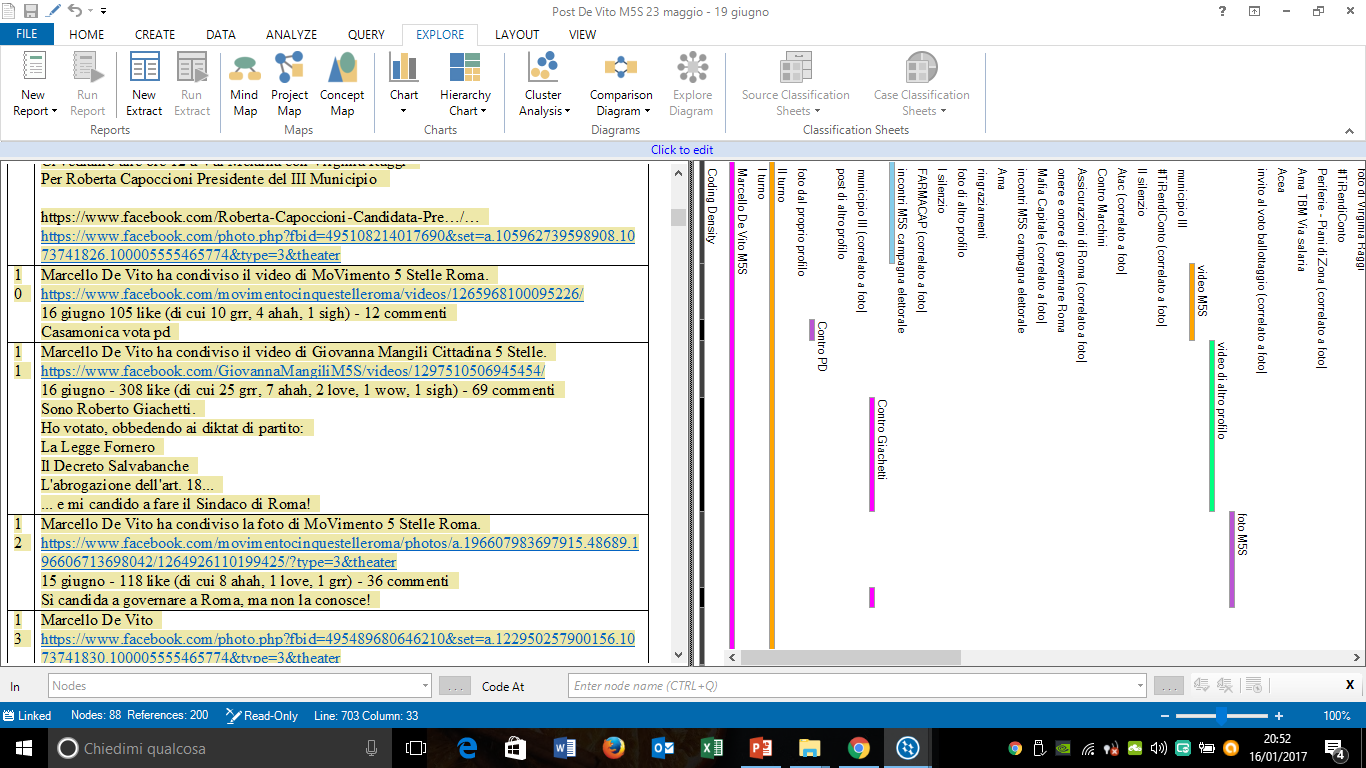 Post De Vito M5S 23 maggio - 19 giugno
FILE HOME CREATE DATA ANALYZE QUERY EXPLORE LAYOUT VIEW
New Report
Run Report
New Extract
Run Extract
Mind Map
Project Map
Concept Map
Chart
Hierarchy Chart
Cluster Analysis
Comparison Diagram
Explore Diagram
Source Classification Sheets
Case Classification Sheets
Reports Maps Charts Diagrams Classification Sheets
Click to edit
Per Roberta Capoccioni Presidente del III Municipio
https://www.facebook.com/Roberta-Capoccioni-Candidata-Pre…/…
https://www.facebook.com/photo.php?fbid=495108214017690&set=a.105962739598908.10
73741826.100005555465774&type=3&theater
1 Marcello De Vito ha condiviso il video di MoVimento 5 Stelle Roma.
0 https://www.facebook.com/movimentocinquestelleroma/videos/1265968100095226/
16 giugno 105 like (di cui 10 grr, 4 ahah, 1 sigh) - 12 commenti
Casamonica vota pd
1 Marcello De Vito ha condiviso il video di Giovanna Mangili Cittadina 5 Stelle.
1 https://www.facebook.com/GiovannaMangiliM5S/videos/1297510506945454/
16 giugno - 308 like (di cui 25 grr, 7 ahah, 2 love, 1 wow, 1 sigh) - 69 commenti
Sono Roberto Giachetti.
Ho votato, obbedendo ai diktat di partito:
La Legge Fornero
Il Decreto Salvabanche
L'abrogazione dell'art. 18...
... e mi candido a fare il Sindaco di Roma!
1 Marcello De Vito ha condiviso la foto di MoVimento 5 Stelle Roma.
2 https://www.facebook.com/movimentocinquestelleroma/photos/a.196607983697915.48689.1
96606713698042/1264926110199425/?type=3&theater
15 giugno - 118 like (di cui 8 ahah, 1 love, 1 grr) - 36 commenti
Sì candida a governare a Roma, ma non la conosce!
1 Marcello De Vito
3 https://www.facebook.com/photo.php?fbid=495489680646210&set=a.122950257900156.10
73741830.100005555465774&type=3&theater
Coding Density
Marcello De Vito M5S
I turno
II turno
foto dal proprio profilo
Contro PD
post di altro profilo
municipio III (correlato a foto)
Contro Giachetti
incontri M5S campagna elettorale
FARMACAP (correlato a foto)
Il silenzio
foto di altro profilo
ringraziamenti
Ama
incontri M5S campagna elettorale
Mafia Capitale (correlato a foto)
onere e onore di governare Roma
Assicurazioni di Roma (correlato a foto)
Contro Marchini
Atac (correlato a foto)
Il silenzio
#TiRendiConto (correlato a foto)
municipio III
video M5S
video di altro profilo
foto M5S
invito al voto ballottaggio (correlato a foto)
Acea
Ama TBM Via salaria
Periferie - Piani di Zona (correlato a foto)
#TiRendiConto
foto di Virginia Raggi
In Nodes ... Code At Enter node name (CTRL+Q) ... X
Linked Nodes: 88 References: 200 Read-Only Line: 703 Column: 33 100%
Chiedimi qualcosa
20:52
16/01/2017
4